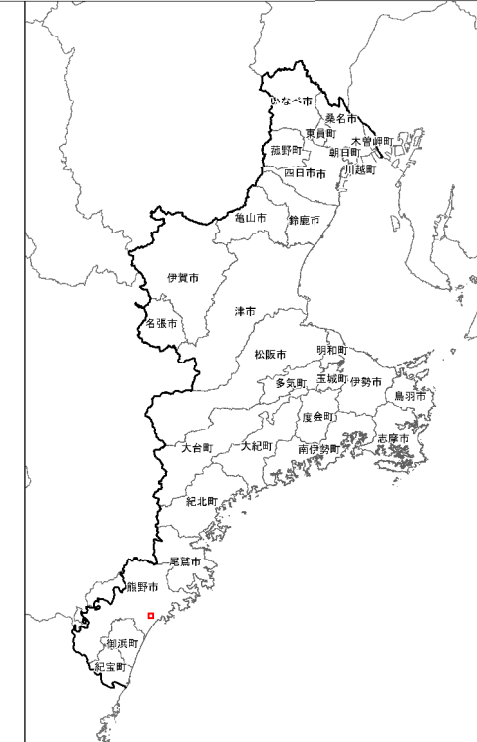 いなべ市
桑名市
東員町
木曽岬町
菰野町
朝日町
四日市市
川越町
亀山市
鈴鹿市
伊賀市
津市
名張市
松阪市
明和町
多気町
玉城町
伊勢市
鳥羽市
度会町
志摩市
大台町
大紀町
南伊勢町
紀北町
尾鷲市
熊野市
御浜町
紀宝町